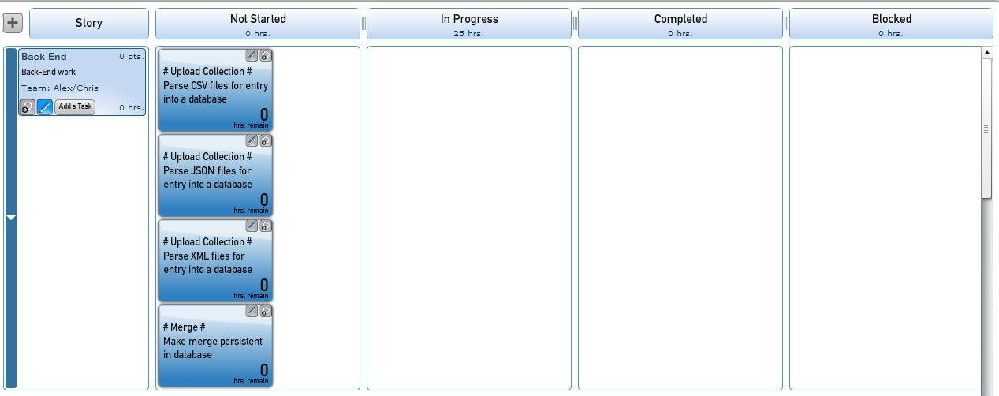 +
Story
Not Started
0 hrs.
In Progress
25 hrs.
Completed
0 hrs.
Blocked
0 hrs.
Back End 0 pts.
Back-End work
Team: Alex/Chris
Add a Task 0 hrs.
# Upload Collection #
Parse CSV files for entry
into a database
0
hrs. remain
# Upload Collection #
Parse JSON files for
entry into a database
0
hrs. remain
# Upload Collection #
Parse XML files for
entry into a database
0
hrs. remain
# Merge #
Make merge persistent
in database
0
hrs. remain